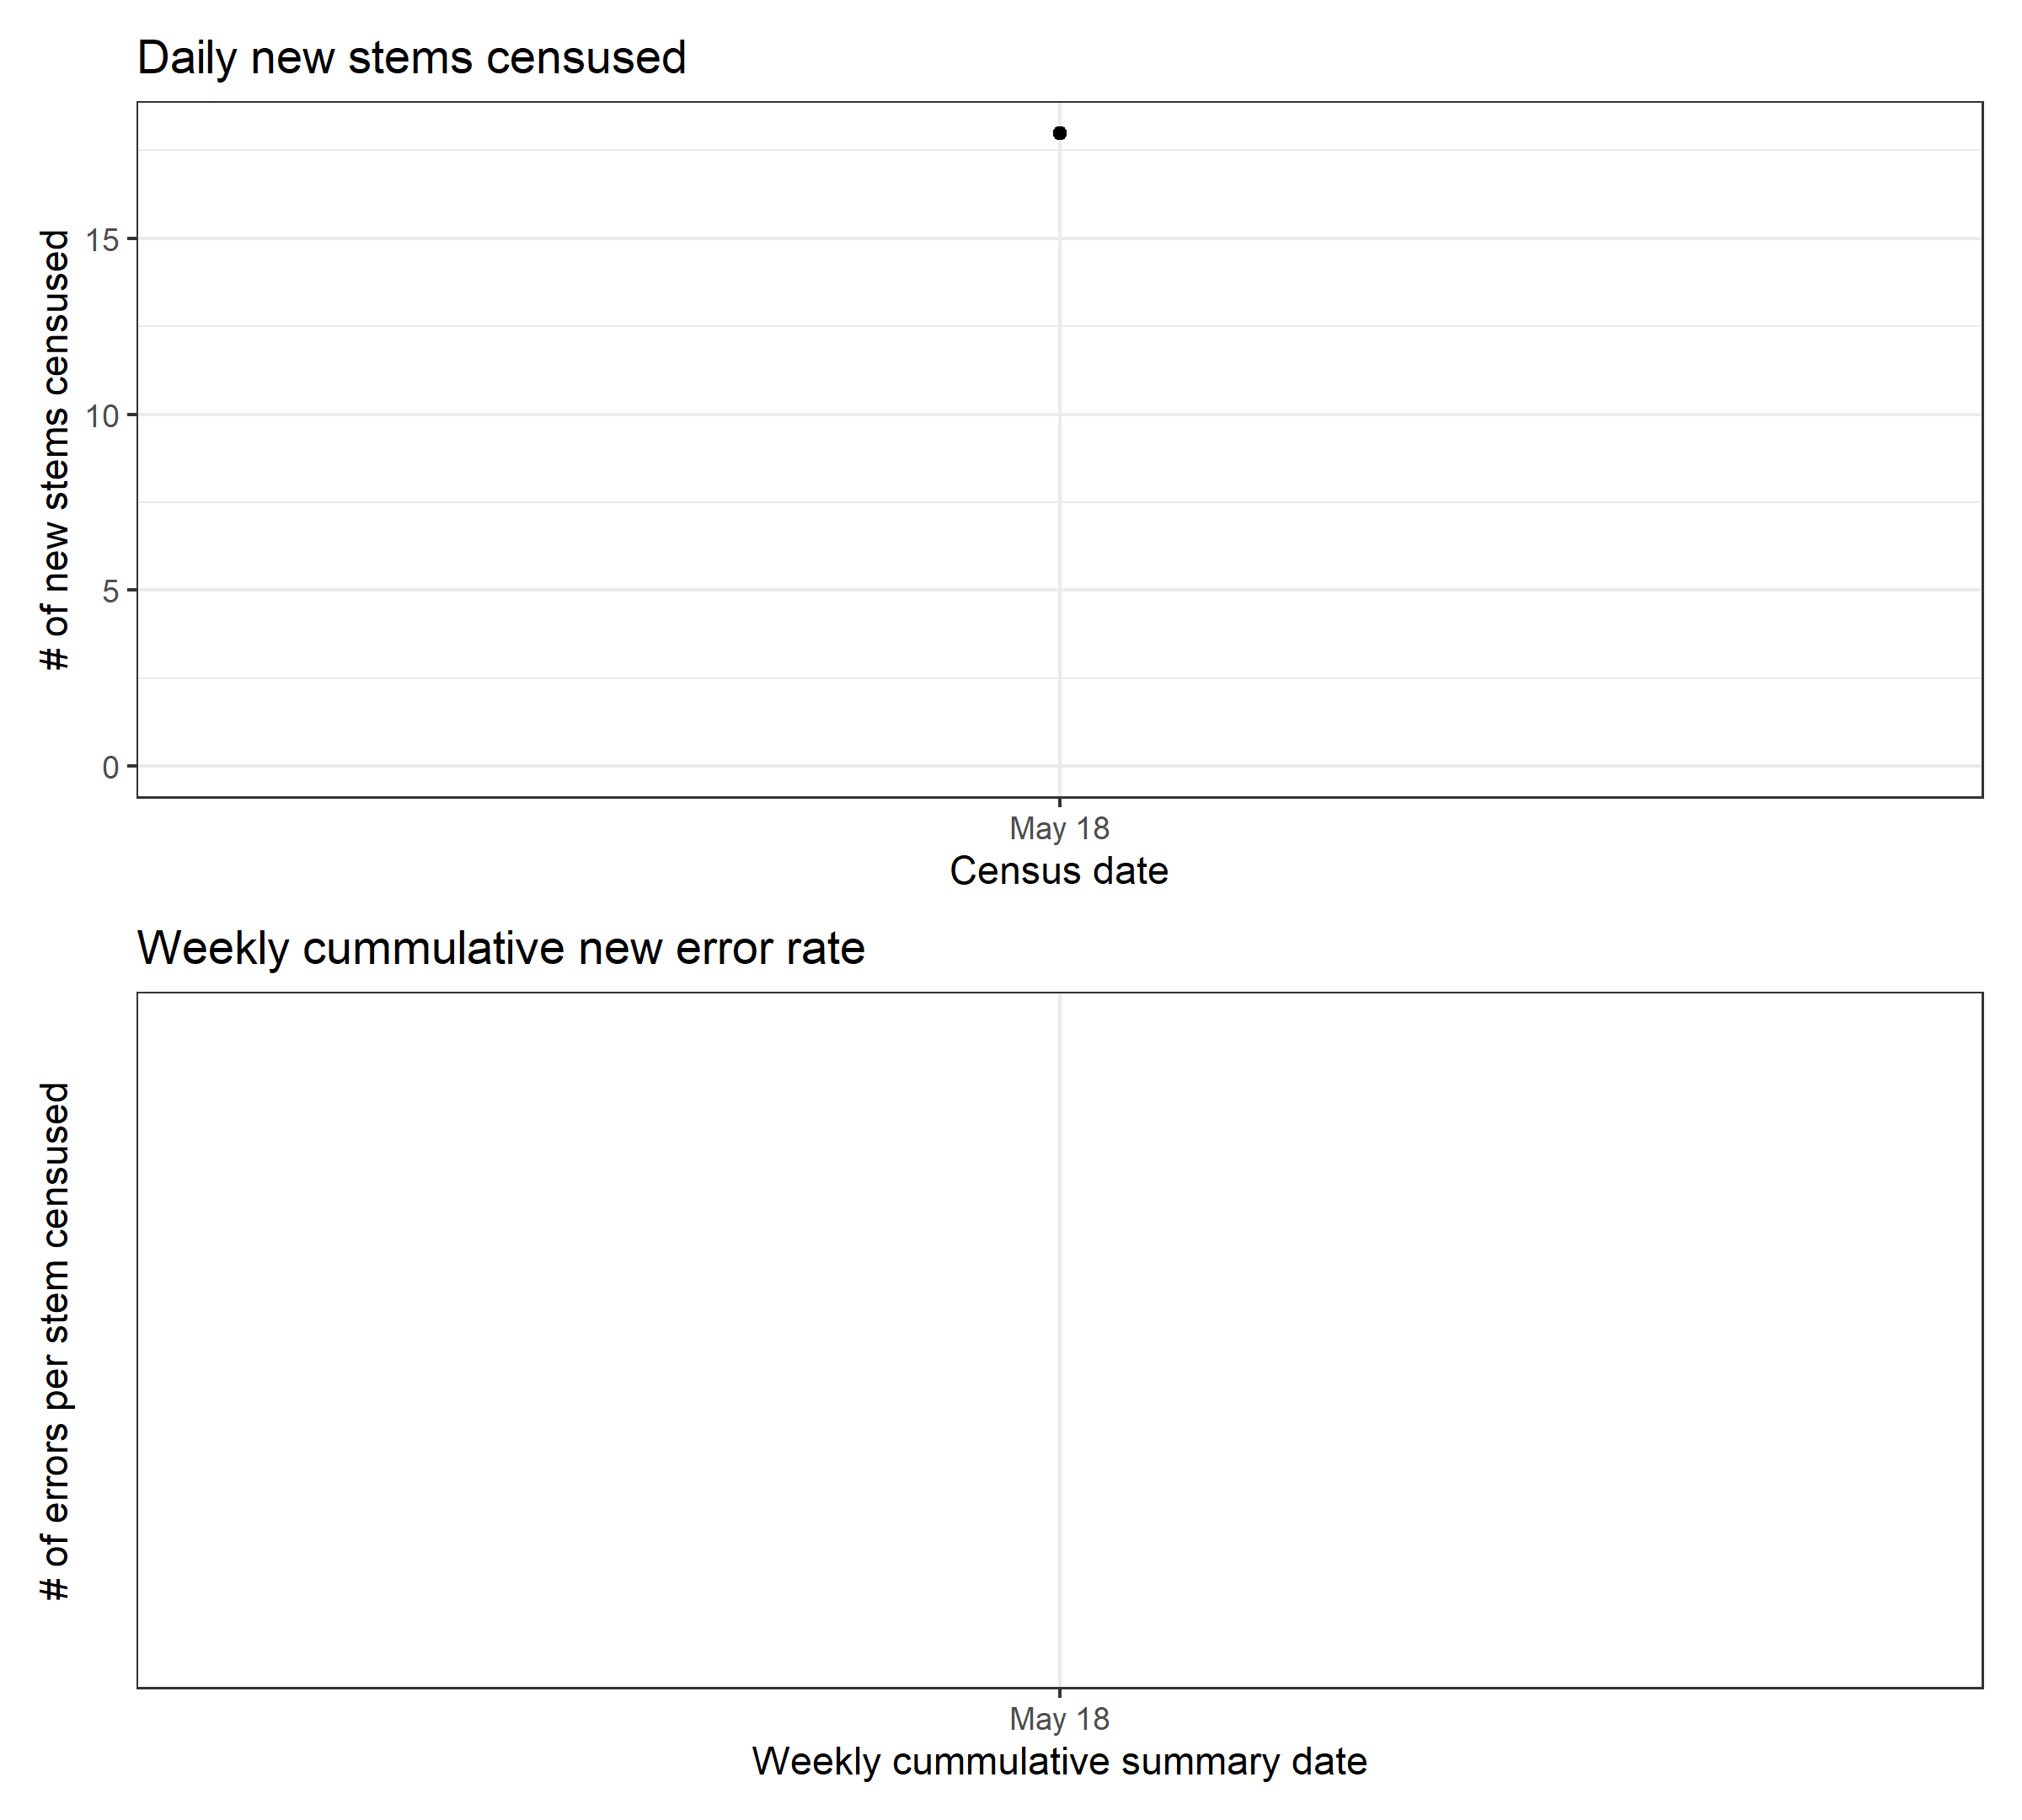 Daily new stems censused
# of new stems censused
15
10
5
0
May 18
Census date
Weekly cummulative new error rate
# of errors per stem censused
May 18
Weekly cummulative summary date